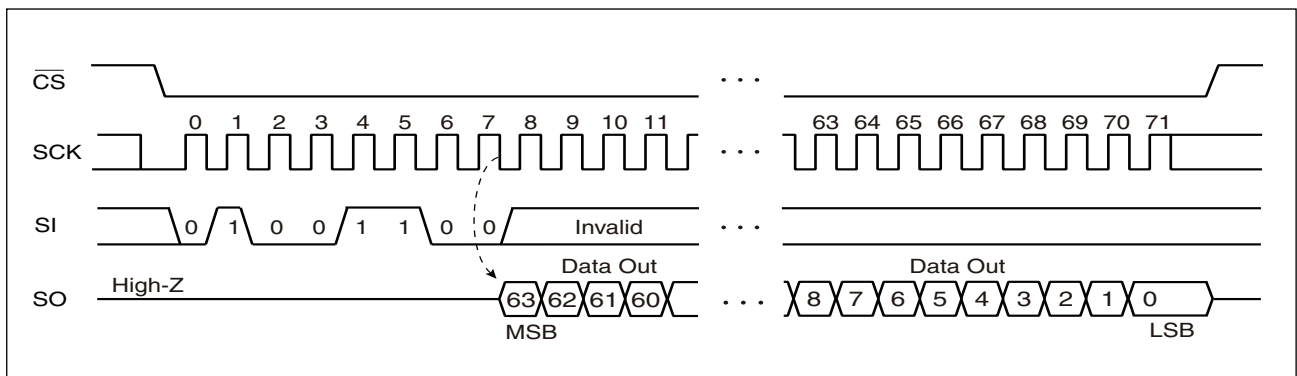 CS
. . .
0 1 2 3 4 5 6 7 8 9 10 11 63 64 65 66 67 68 69 70 71
SCK
. . .
SI
0 1 0 0 1 1 0 0 Invalid
. . .
Data Out Data Out
High-Z
SO
63 62 61 60 . . . 8 7 6 5 4 3 2 1 0
MSB LSB